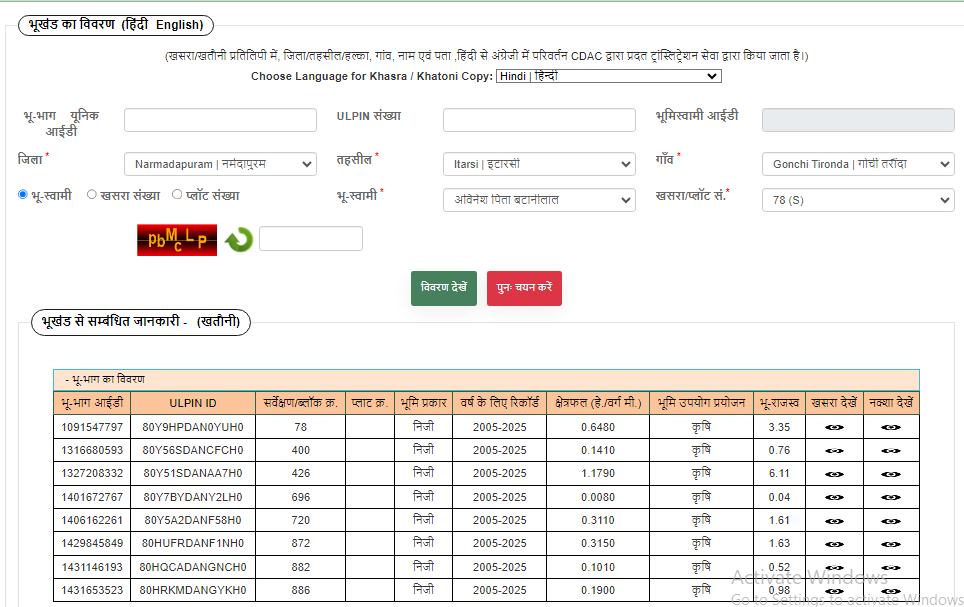 भूखंड का विवरण (हिंदी English)
(खसरा/खतौनी प्रतिलिपी में, जिला/तहसील/हल्का, गांव, नाम एवं पता ,हिंदी से अंग्रेजी में परिवर्तन CDAC द्वारा प्रदत ट्रांस्लिट्रेशन सेवा द्वारा किया जाता है।)
Choose Language for Khasra / Khatoni Copy: Hindi | हिन्दी
भू-भाग यूनिक आईडी ULPIN संख्या भूमिस्वामी आईडी
जिला * Narmadapuram | नर्मदापुरम तहसील * Itarsi | इटारसी गाँव * Gonchi Tironda | गोंची तरोंदा
भू-स्वामी खसरा संख्या प्लॉट संख्या भू-स्वामी * अविनेश पिता बटानीलाल खसरा/प्लॉट सं.* 78 (S)
pbMcLP
विवरण देखें पुनः चयन करें
भूखंड से सम्बंधित जानकारी - (खतौनी)
- भू-भाग का विवरण
भू-भाग आईडी ULPIN ID सर्वेक्षण/ब्लॉक क्र. प्लाट क्र. भूमि प्रकार वर्ष के लिए रिकॉर्ड क्षेत्रफल (हे./वर्ग मी.) भूमि उपयोग प्रयोजन भू-राजस्व खसरा देखें नक्शा देखें
1091547797 80Y9HPDAN0YUH0 78 निजी 2005-2025 0.6480 कृषि 3.35
1316680593 80Y56SDANCFCH0 400 निजी 2005-2025 0.1410 कृषि 0.76
1327208332 80Y51SDANAA7H0 426 निजी 2005-2025 1.1790 कृषि 6.11
1401672767 80Y7BYDANY2LH0 696 निजी 2005-2025 0.0080 कृषि 0.04
1406162261 80Y5A2DANF58H0 720 निजी 2005-2025 0.3110 कृषि 1.61
1429845849 80HUFRDANF1NH0 872 निजी 2005-2025 0.3150 कृषि 1.63
1431146193 80HQCADANGNCH0 882 निजी 2005-2025 0.1010 कृषि 0.52
1431653523 80HRKMDANGYKH0 886 निजी 2005-2025 0.1900 कृषि 0.98
Activate Windows
Go to Settings to activate Windows.